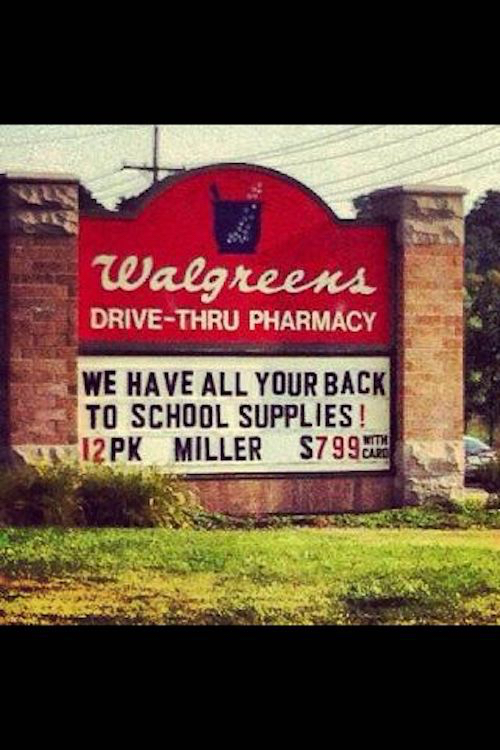 Walgreens
DRIVE-THRU PHARMACY
WE HAVE ALL YOUR BACK
TO SCHOOL SUPPLIES!
12PK MILLER $799 WITH CARD